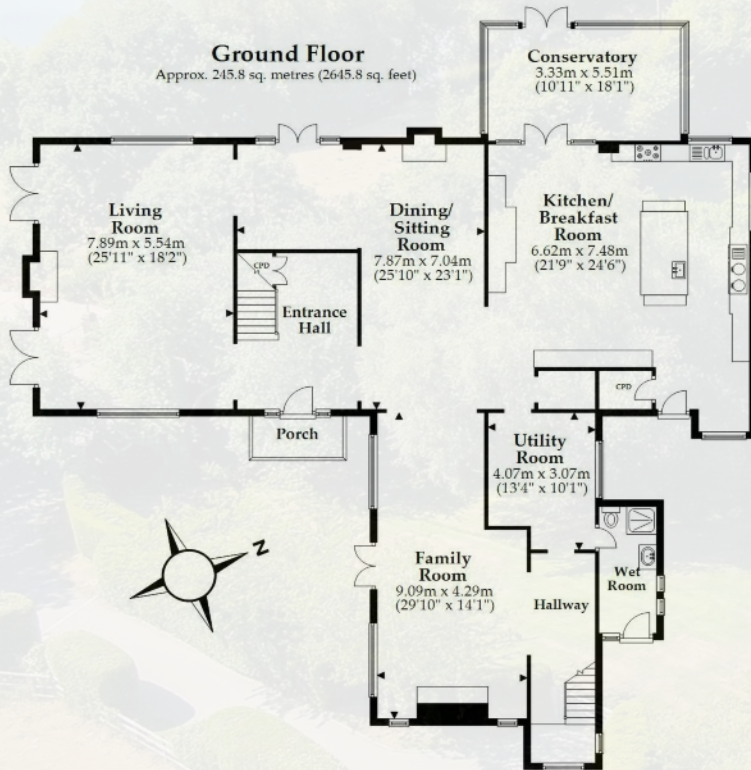 Ground Floor
Approx. 245.8 sq. metres (2645.8 sq. feet)
Conservatory
3.33m x 5.51m
(10'11" x 18'1")
Living
Room
7.89m x 5.54m
(25'11" x 18'2")
Dining/
Sitting
Room
7.87m x 7.04m
(25'10" x 23'1")
Kitchen/
Breakfast
Room
6.62m x 7.48m
(21'9" x 24'6")
CPD
Entrance
Hall
CPD
Porch
Utility
Room
4.07m x 3.07m
(13'4" x 10'1")
Family
Room
9.09m x 4.29m
(29'10" x 14'1")
Wet
Room
Hallway
N